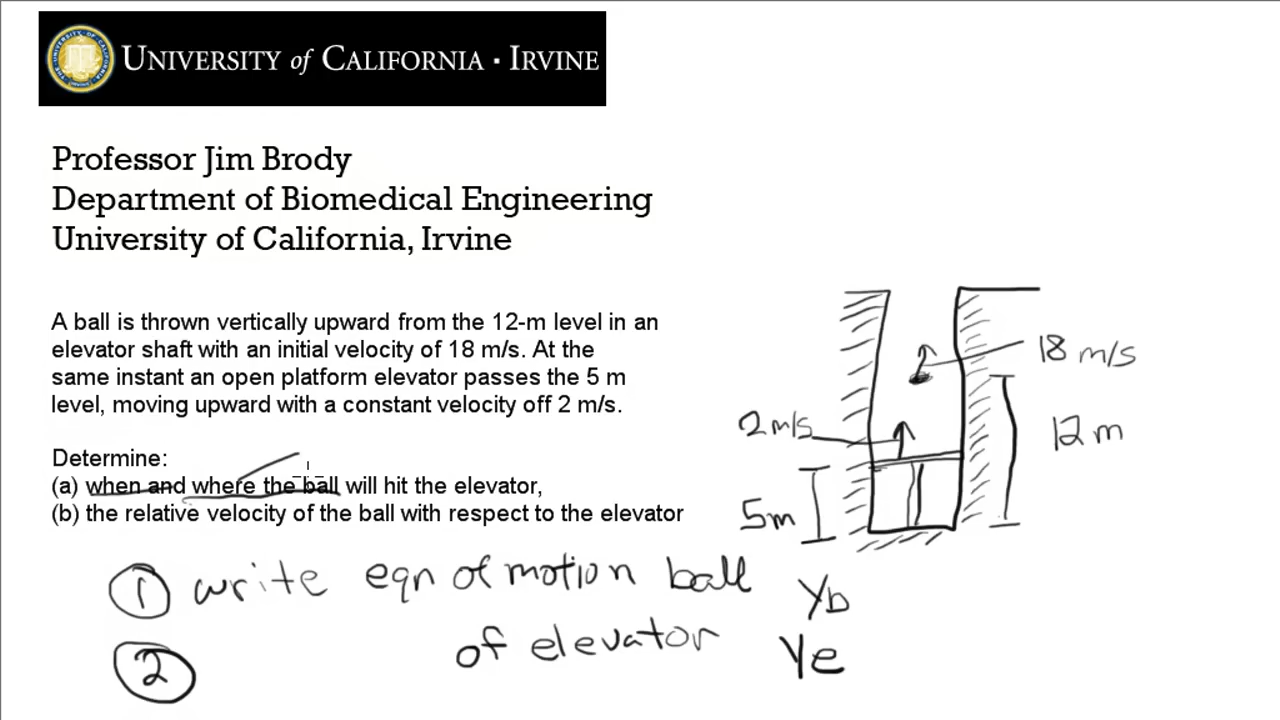 UNIVERSITY of CALIFORNIA · IRVINE
Professor Jim Brody
Department of Biomedical Engineering
University of California, Irvine
A ball is thrown vertically upward from the 12-m level in an
elevator shaft with an initial velocity of 18 m/s. At the
same instant an open platform elevator passes the 5 m
level, moving upward with a constant velocity off 2 m/s.
Determine:
(a) when and where the ball will hit the elevator,
(b) the relative velocity of the ball with respect to the elevator
18 m/s
2 m/s
12 m
5m
1 write eqn of motion ball yb
2 of elevator ye